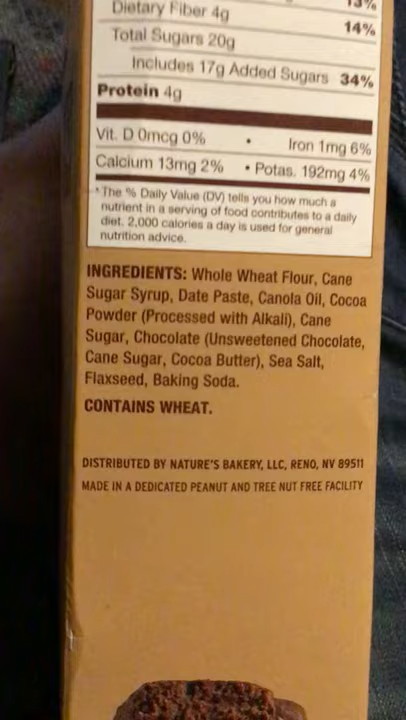 13%
Dietary Fiber 4g 14%
Total Sugars 20g
Includes 17g Added Sugars 34%
Protein 4g
Vit. D 0mcg 0% • Iron 1mg 6%
Calcium 13mg 2% • Potas. 192mg 4%
* The % Daily Value (DV) tells you how much a
nutrient in a serving of food contributes to a daily
diet. 2,000 calories a day is used for general
nutrition advice.
INGREDIENTS: Whole Wheat Flour, Cane
Sugar Syrup, Date Paste, Canola Oil, Cocoa
Powder (Processed with Alkali), Cane
Sugar, Chocolate (Unsweetened Chocolate,
Cane Sugar, Cocoa Butter), Sea Salt,
Flaxseed, Baking Soda.
CONTAINS WHEAT.
DISTRIBUTED BY NATURE'S BAKERY, LLC, RENO, NV 89511
MADE IN A DEDICATED PEANUT AND TREE NUT FREE FACILITY